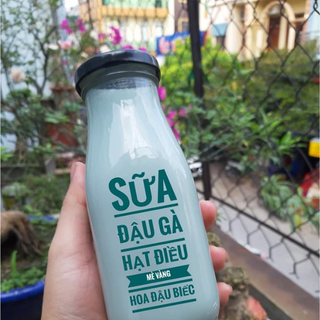 SỮA
ĐẬU GÀ
HẠT ĐIỀU
MÈ VÀNG
HOA ĐẬU BIẾC